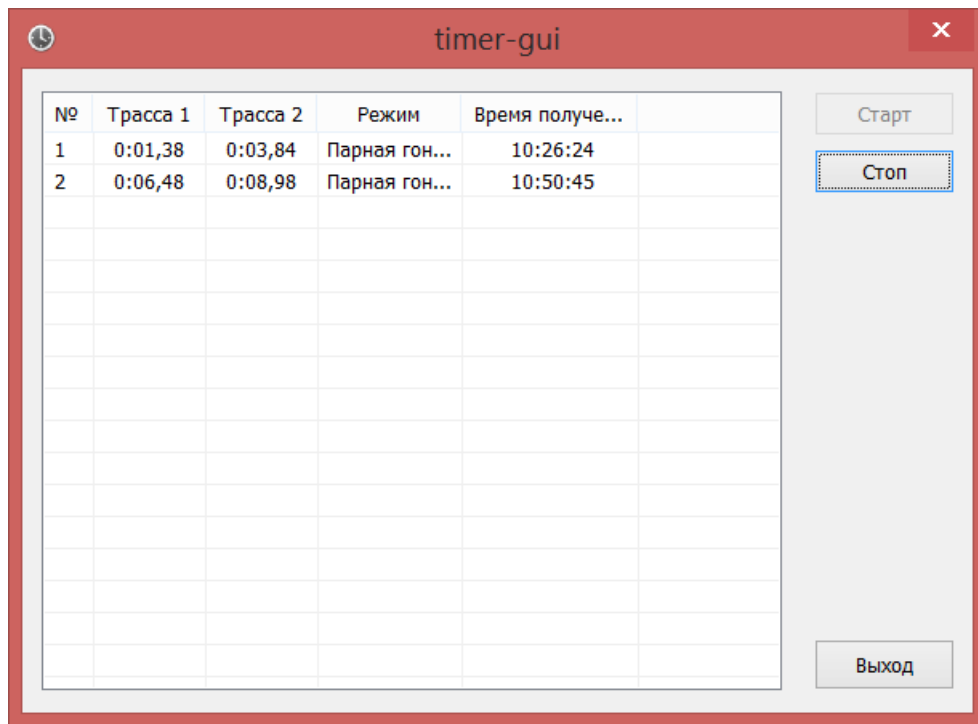 timer-gui
№ Трасса 1 Трасса 2 Режим Время получе...
1 0:01,38 0:03,84 Парная гон... 10:26:24
2 0:06,48 0:08,98 Парная гон... 10:50:45
Старт
Стоп
Выход